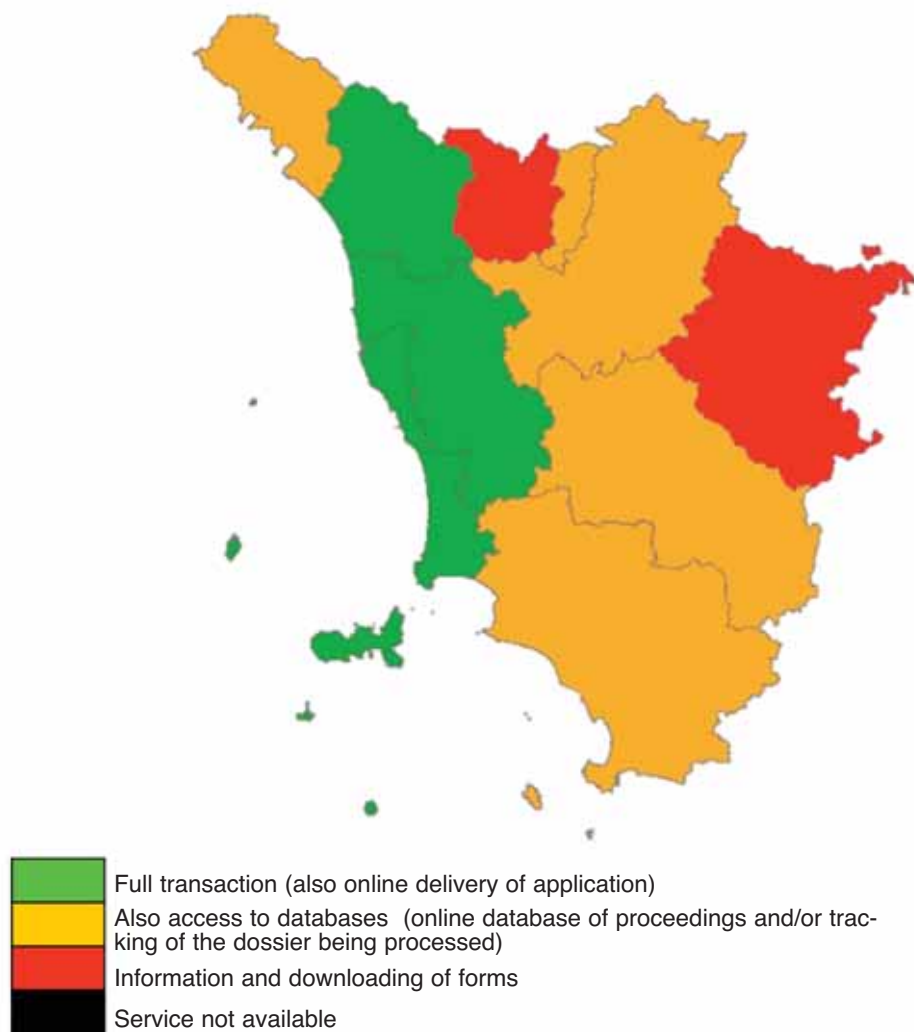 Full transaction (also online delivery of application)
Also access to databases (online database of proceedings and/or trac-
king of the dossier being processed)
Information and downloading of forms
Service not available